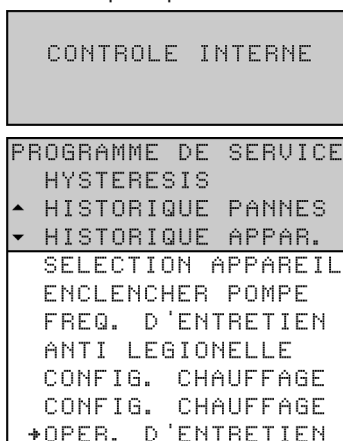 CONTROLE INTERNE
PROGRAMME DE SERVICE
HYSTERESIS
HISTORIQUE PANNES
HISTORIQUE APPAR.
SELECTION APPAREIL
ENCLENCHER POMPE
FREQ. D'ENTRETIEN
ANTI LEGIONELLE
CONFIG. CHAUFFAGE
CONFIG. CHAUFFAGE
OPER. D'ENTRETIEN